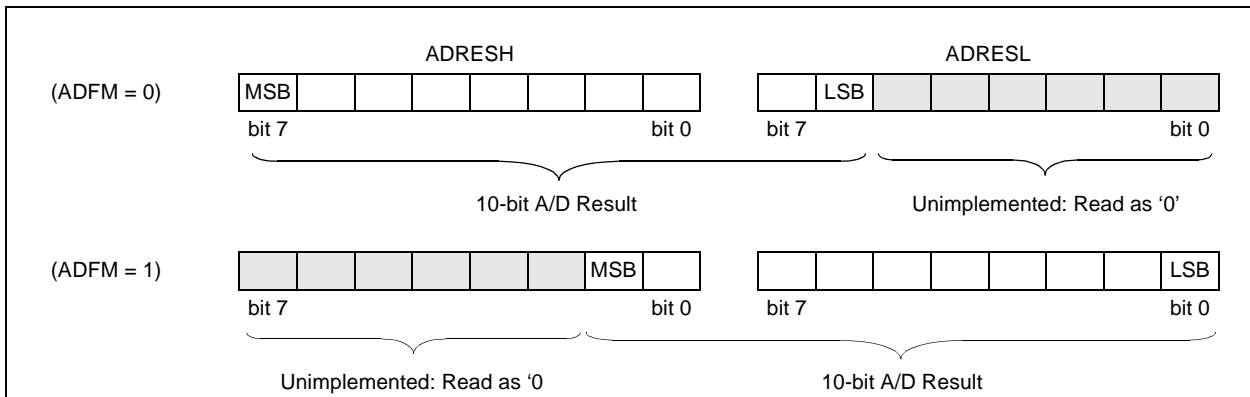 ADRESH ADRESL
(ADFM = 0) MSB LSB
bit 7 bit 0 bit 7 bit 0
10-bit A/D Result Unimplemented: Read as ‘0’
(ADFM = 1) MSB LSB
bit 7 bit 0 bit 7 bit 0
Unimplemented: Read as ‘0 10-bit A/D Result